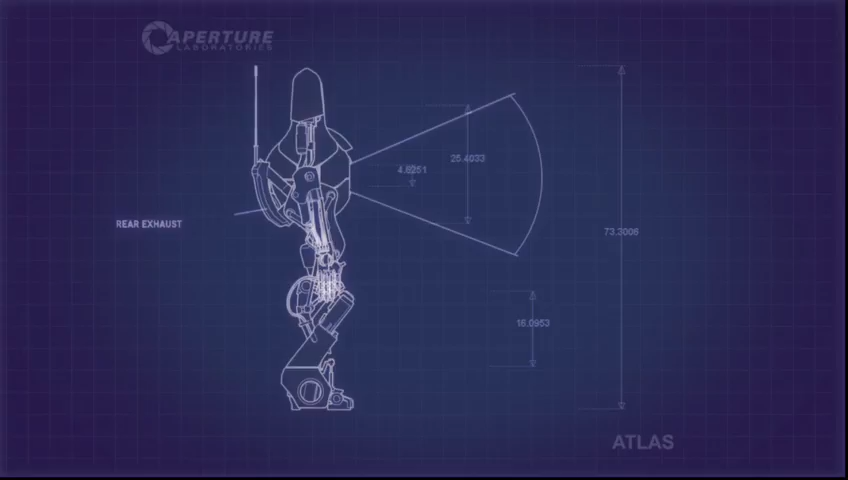 APERTURE
LABORATORIES
25.4033
4.8251
REAR EXHAUST
73.3006
16.0953
ATLAS